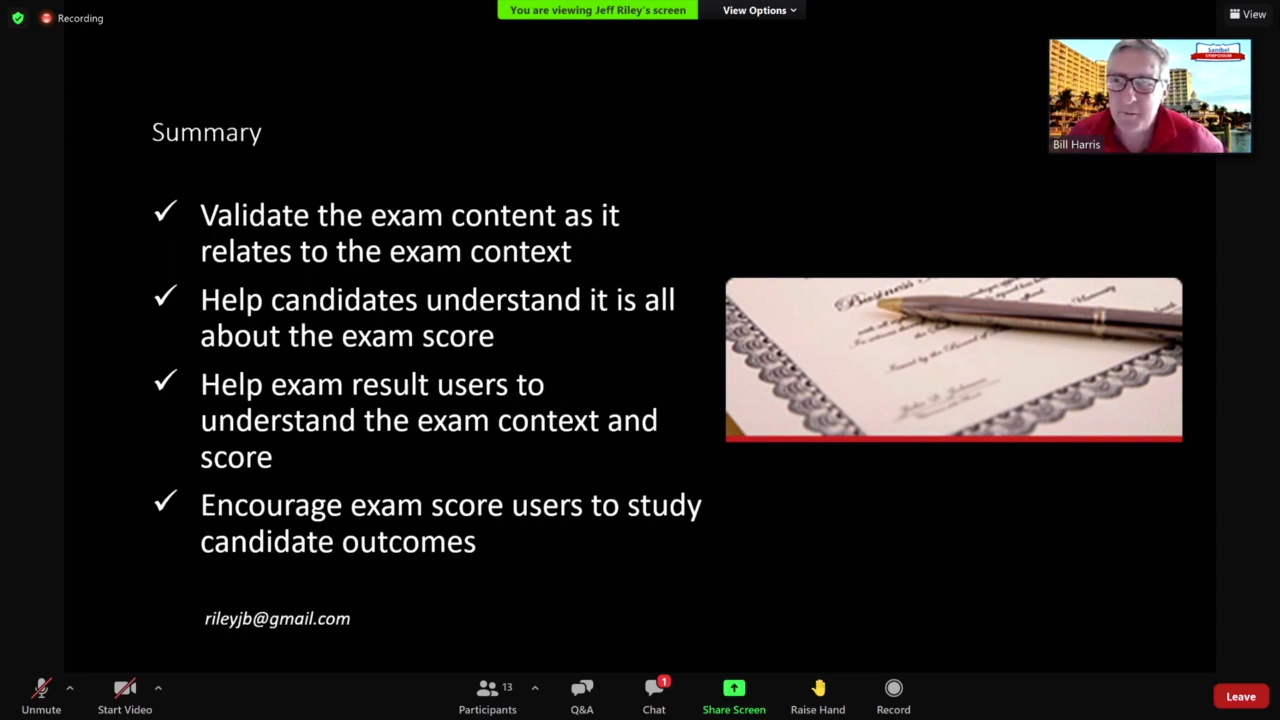 Recording
You are viewing Jeff Riley's screen
View Options
View
Sanibel
SYMPOSIUM
Bill Harris
Summary
✓ Validate the exam content as it
relates to the exam context
✓ Help candidates understand it is all
about the exam score
✓ Help exam result users to
understand the exam context and
score
✓ Encourage exam score users to study
candidate outcomes
rileyjb@gmail.com
Unmute
Start Video
13
Participants
Q&A
1
Chat
Share Screen
Raise Hand
Record
Leave